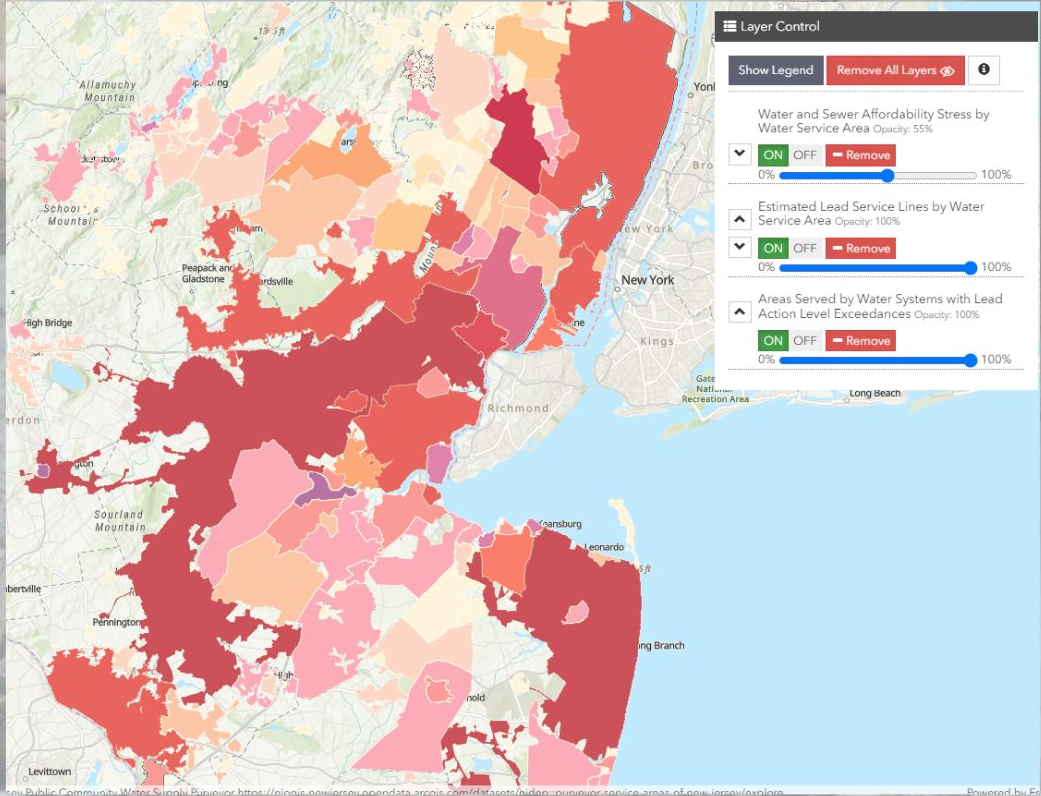 Layer Control
Show Legend
Remove All Layers
Water and Sewer Affordability Stress by
Water Service Area Opacity: 55%
ON OFF Remove
0% 100%
Estimated Lead Service Lines by Water
Service Area Opacity: 100%
ON OFF Remove
0% 100%
Areas Served by Water Systems with Lead
Action Level Exceedances Opacity: 100%
ON OFF Remove
0% 100%
Allamuchy
Mountain
Mountain
Peapack and
Gladstone
rdsville
New York
High Bridge
Kings
Richmond
Recreation Area
Long Beach
Sourland
Mountain
Keansburg
Leonardo
Pennington
ong Branch
Levittown